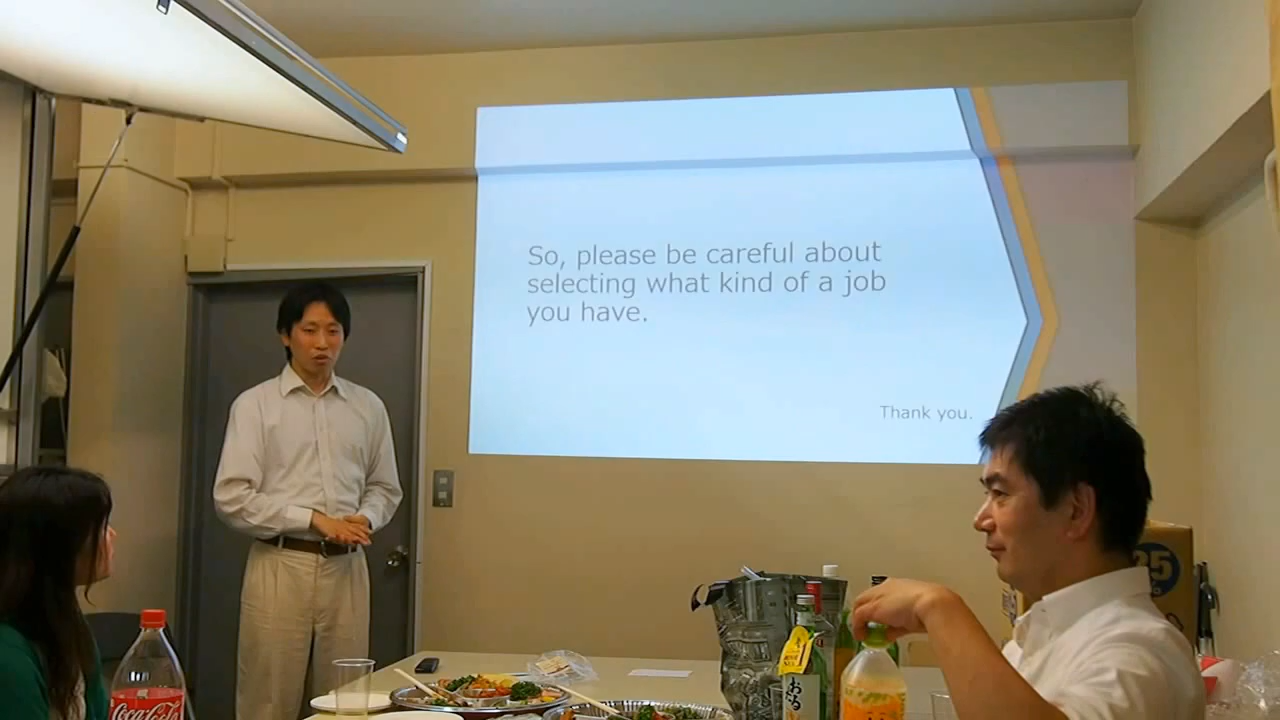 So, please be careful about
selecting what kind of a job
you have.
Thank you.
Coca-Cola
25